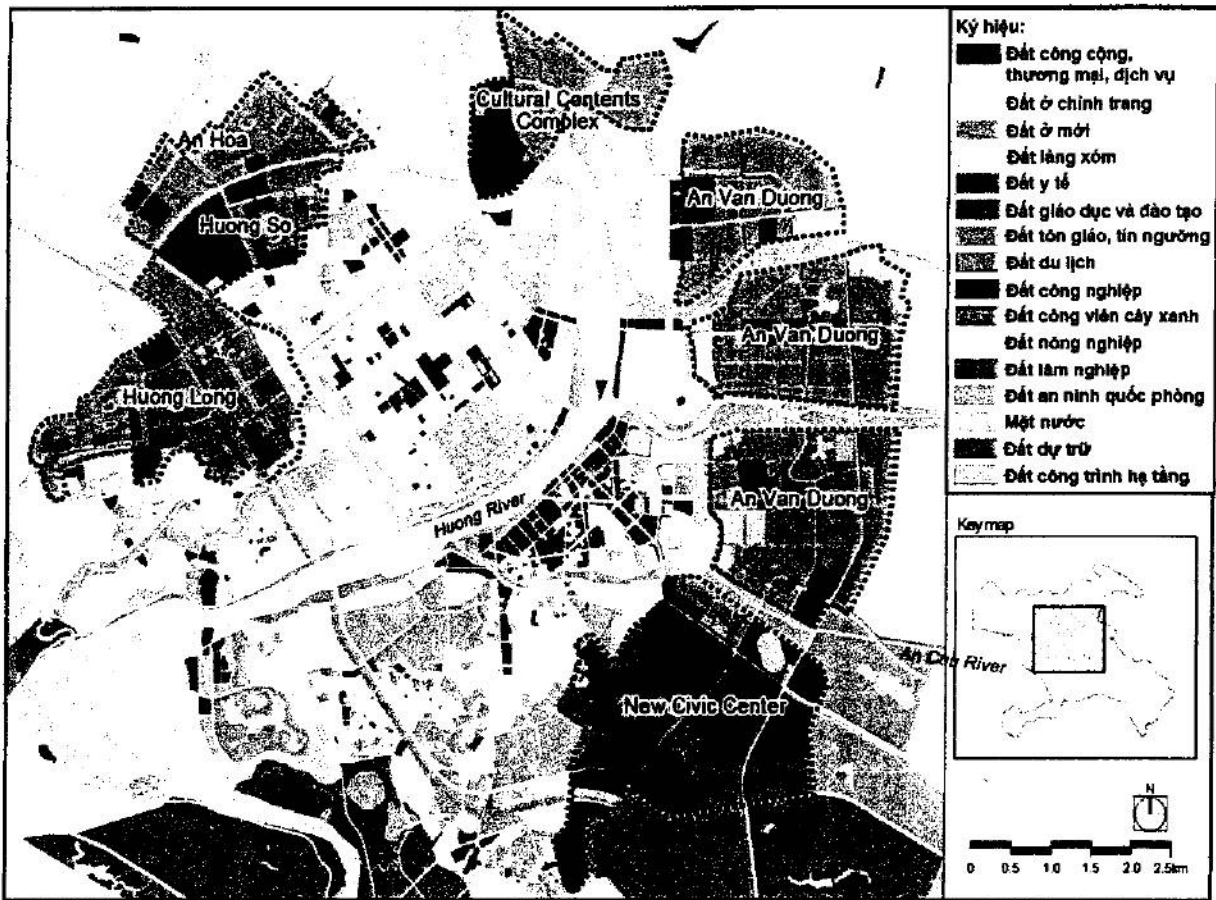 An Hoa
Huong So
Huong Long
Cultural Contents
Complex
An Van Duong
An Van Duong
An Van Duong
Huong River
An Cuu River
New Civic Center
Ký hiệu:
Đất công cộng,
thương mại, dịch vụ
Đất ở chỉnh trang
Đất ở mới
Đất làng xóm
Đất y tế
Đất giáo dục và đào tạo
Đất tôn giáo, tín ngưỡng
Đất du lịch
Đất công nghiệp
Đất công viên cây xanh
Đất nông nghiệp
Đất lâm nghiệp
Đất an ninh quốc phòng
Mặt nước
Đất dự trữ
Đất công trình hạ tầng
Key map
N
0 0.5 1.0 1.5 2.0 2.5km